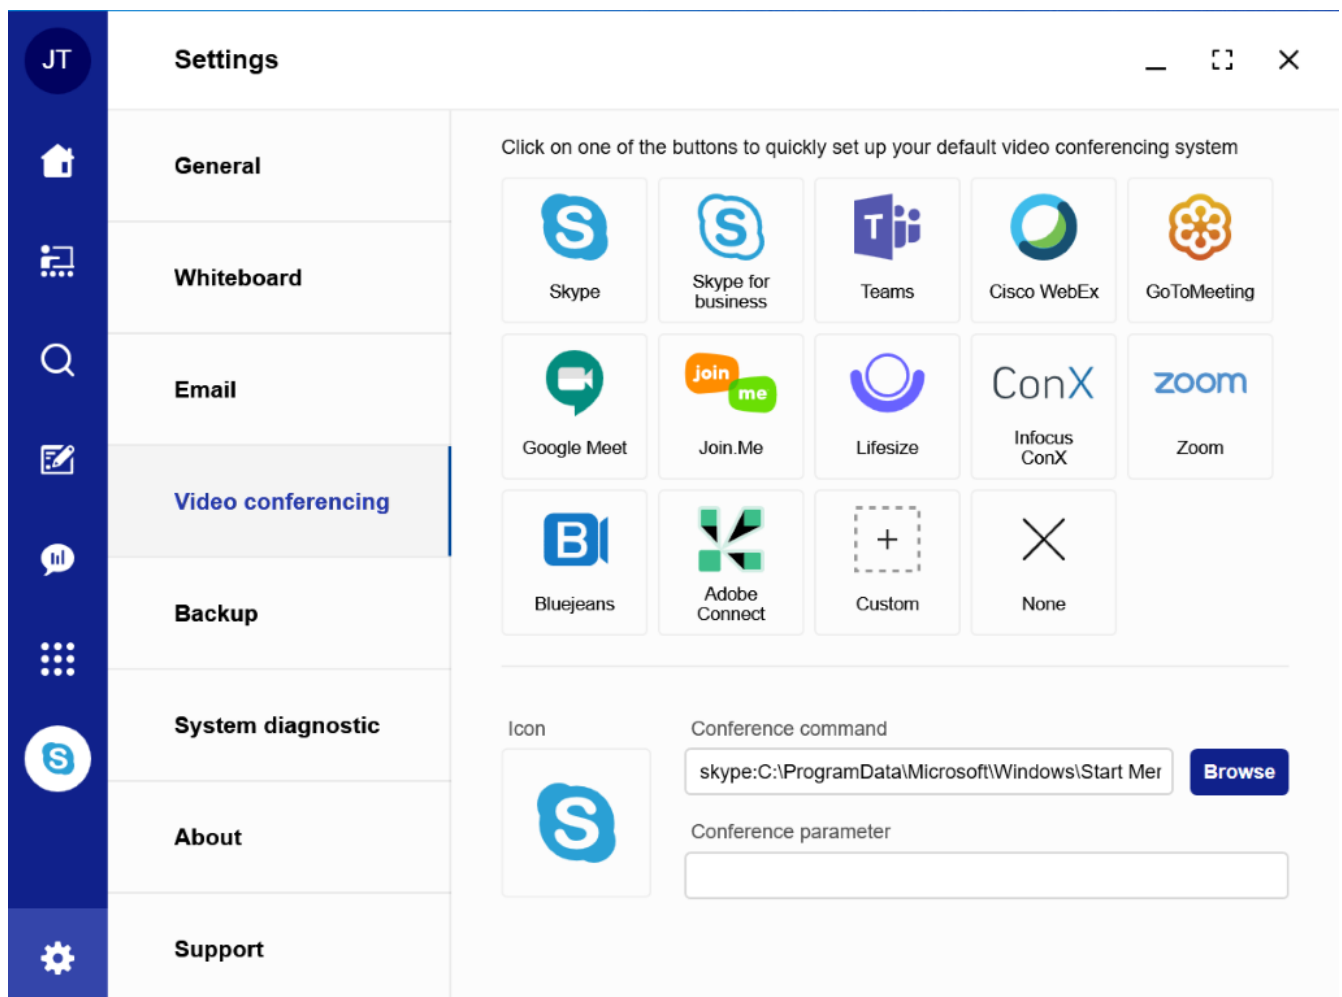 JT
Settings
General
Whiteboard
Email
Video conferencing
Backup
System diagnostic
About
Support
Click on one of the buttons to quickly set up your default video conferencing system
S
Skype
S
Skype for
business
T
Teams
Cisco WebEx
GoToMeeting
Google Meet
join
me
Join.Me
Lifesize
ConX
Infocus
ConX
zoom
Zoom
B
Bluejeans
Adobe
Connect
+
Custom
None
S
Icon
S
Conference command
skype:C:\ProgramData\Microsoft\Windows\Start Mer
Browse
Conference parameter